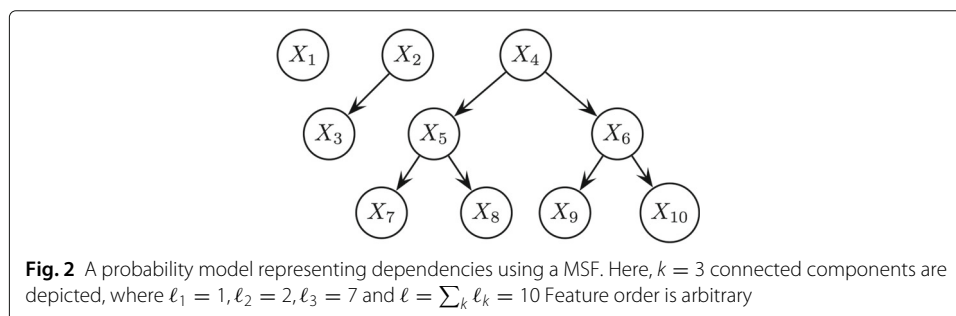 X₁ X₂ X₄
X₃ X₅ X₆
X₇ X₈ X₉ X₁₀
Fig. 2 A probability model representing dependencies using a MSF. Here, k = 3 connected components are
depicted, where ℓ₁ = 1, ℓ₂ = 2, ℓ₃ = 7 and ℓ = ∑ₖ ℓₖ = 10 Feature order is arbitrary